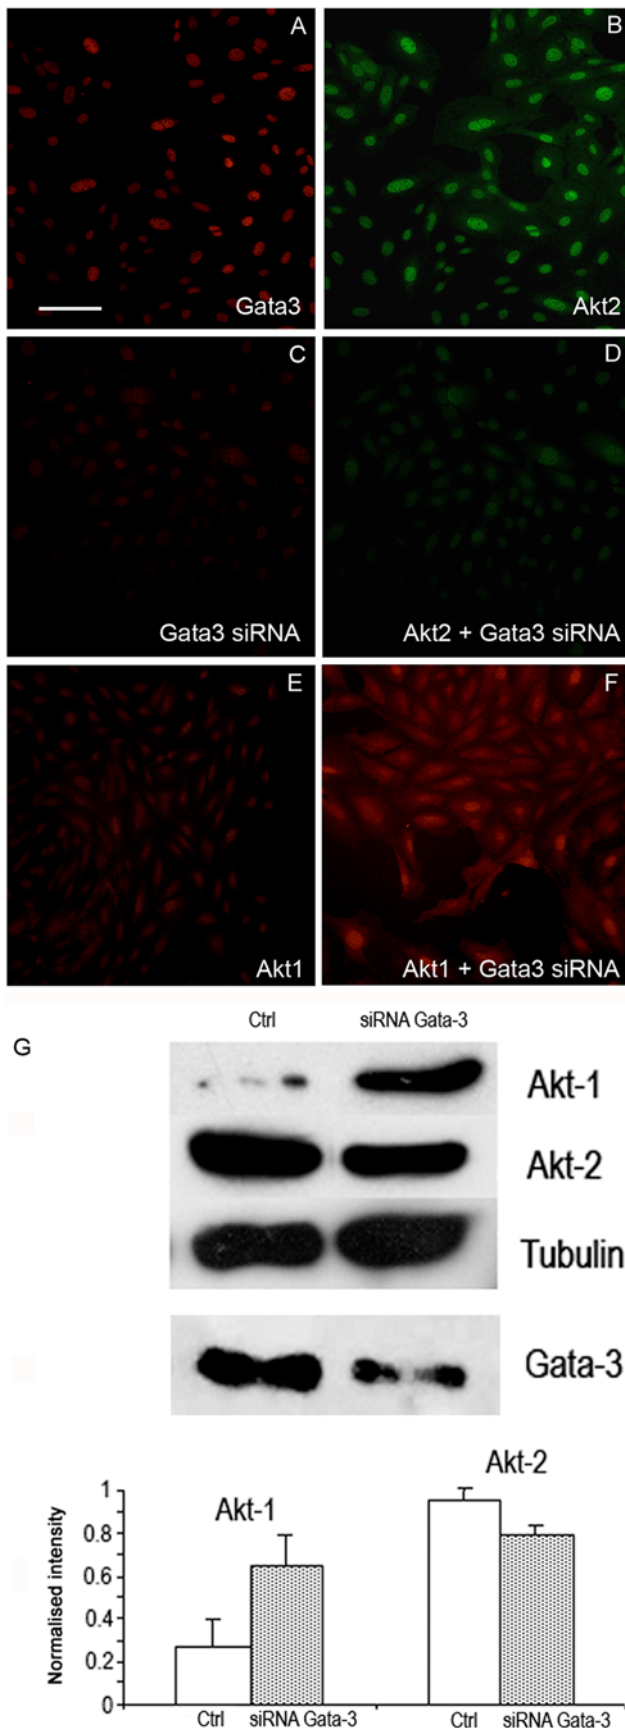 A
B
Gata3
Akt2
C
D
Gata3 siRNA
Akt2 + Gata3 siRNA
E
F
Akt1
Akt1 + Gata3 siRNA
G
Ctrl siRNA Gata-3
Akt-1
Akt-2
Tubulin
Gata-3
Normalised intensity
1
0.8
0.6
0.4
0.2
0
Akt-1
Akt-2
Ctrl siRNA Gata-3 Ctrl siRNA Gata-3